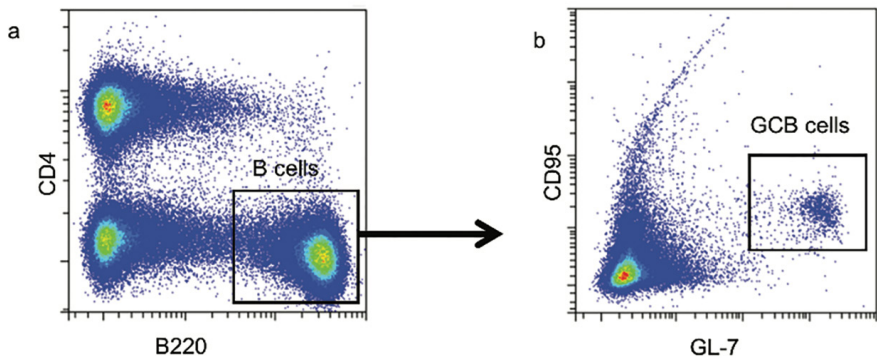 a
CD4
B cells
B220
b
CD95
GCB cells
GL-7